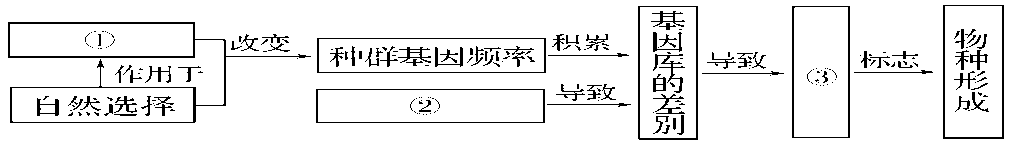 ①
作用于
自然选择
改变
种群基因频率
积累
②
导致
基因库的差别
导致
③
标志
物种形成